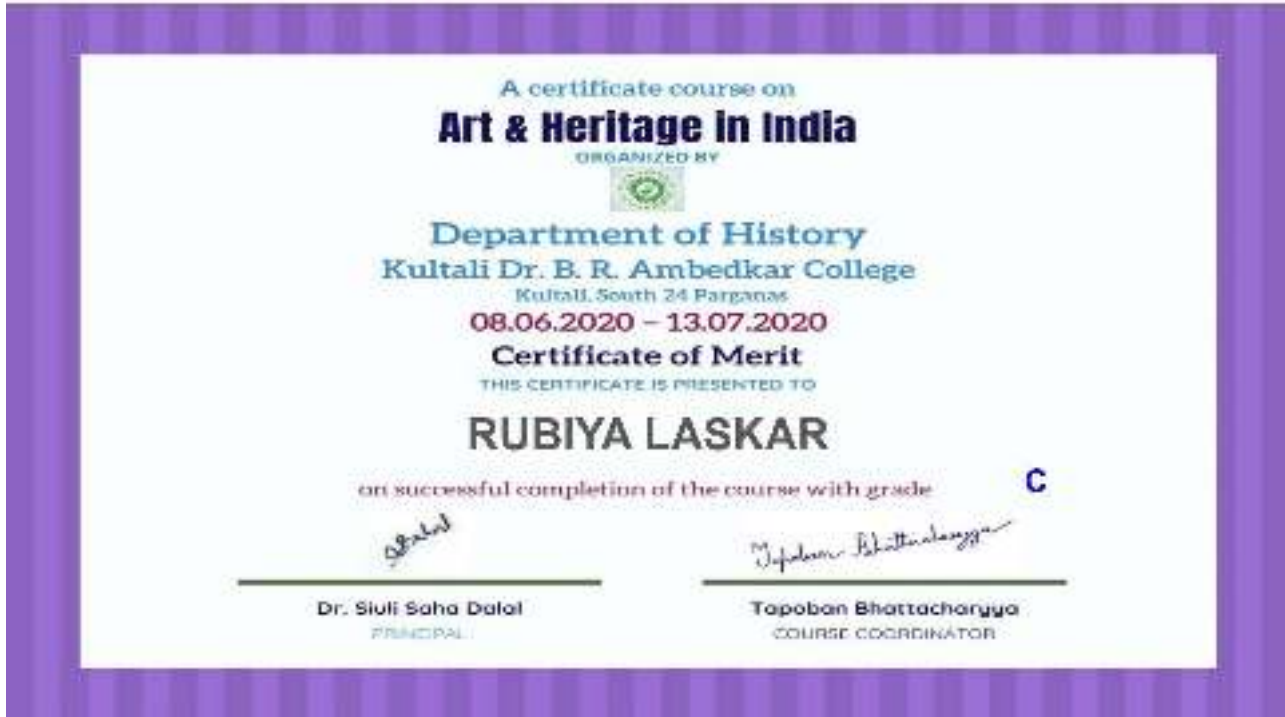 A certificate course on
Art & Heritage in India
ORGANIZED BY
Department of History
Kultali Dr. B. R. Ambedkar College
Kultali, South 24 Parganas
08.06.2020 – 13.07.2020
Certificate of Merit
THIS CERTIFICATE IS PRESENTED TO
RUBIYA LASKAR
on successful completion of the course with grade C
Tapoban Bhattacharyya
Dr. Siuli Saha Dalal Tapoban Bhattacharyya
PRINCIPAL COURSE COORDINATOR